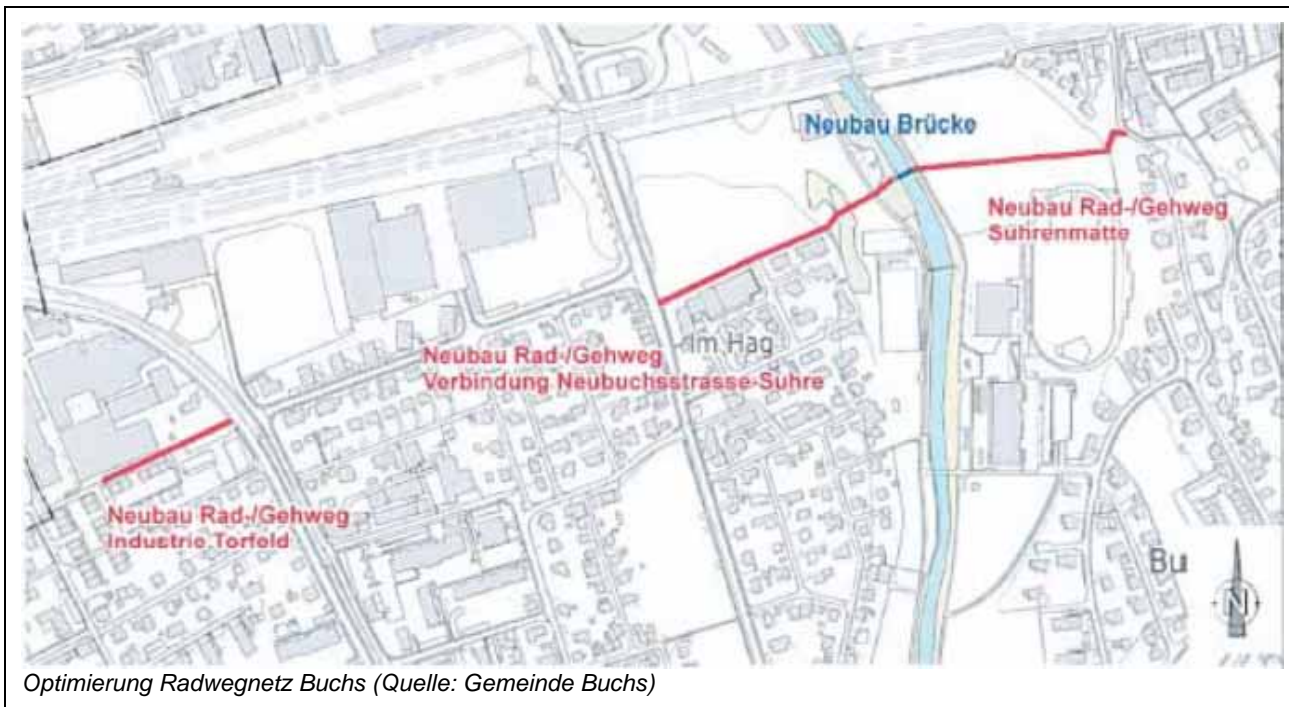 Neubau Brücke
Neubau Rad-/Gehweg
Suhrenmatte
Im Hag
Neubau Rad-/Gehweg
Verbindung Neubuchsstrasse-Suhre
Neubau Rad-/Gehweg
Industrie Torfeld
Bu
N
Optimierung Radwegnetz Buchs (Quelle: Gemeinde Buchs)